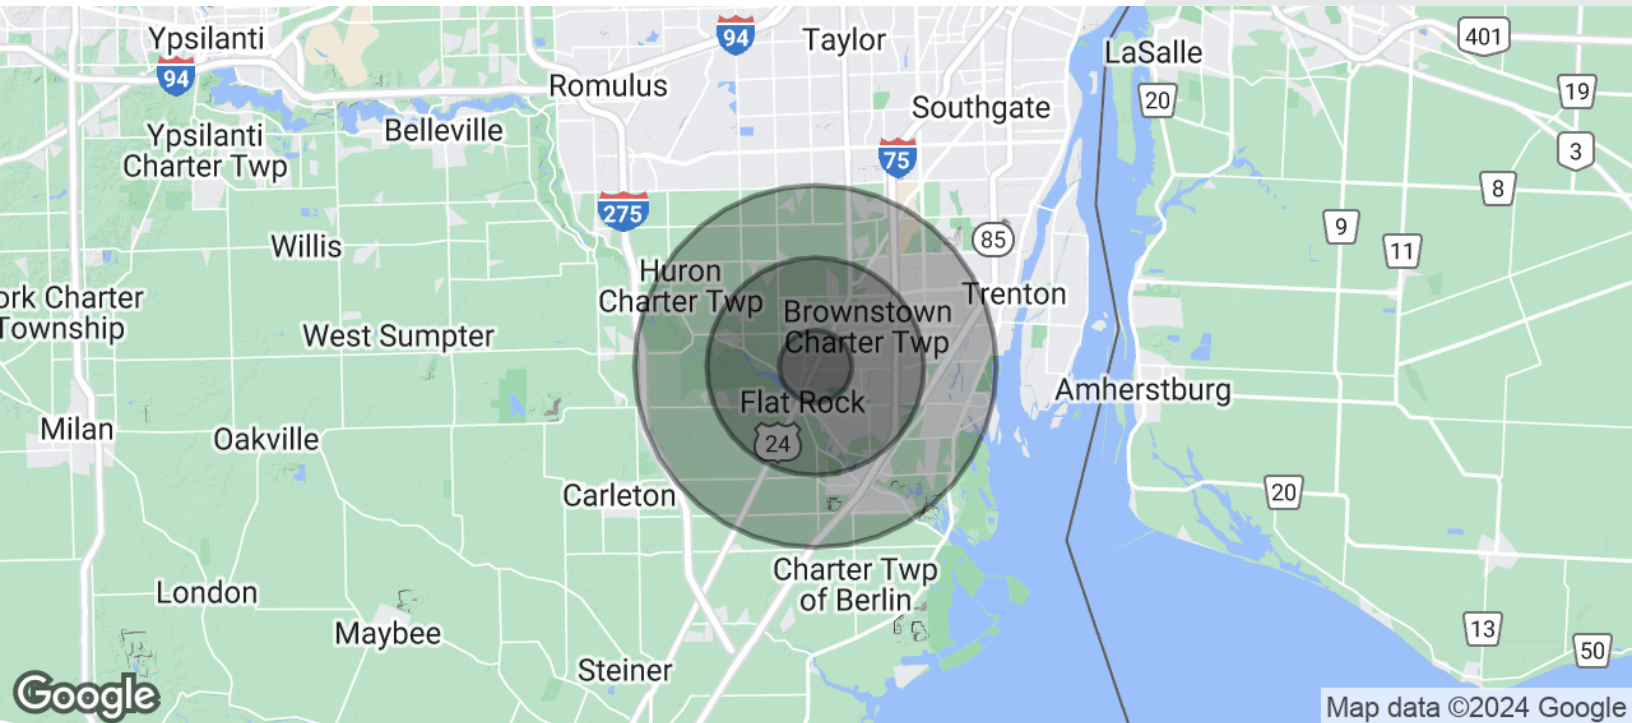 Ypsilanti
94
Taylor
LaSalle
401
94
Romulus
20
19
Southgate
Belleville
Ypsilanti
Charter Twp
75
3
8
275
9
85
11
Willis
Huron
Charter Twp
Trenton
ork Charter
Township
Brownstown
Charter Twp
West Sumpter
Amherstburg
Flat Rock
Milan
Oakville
24
Carleton
20
Charter Twp
of Berlin
London
Maybee
13
50
Steiner
Google
Map data ©2024 Google